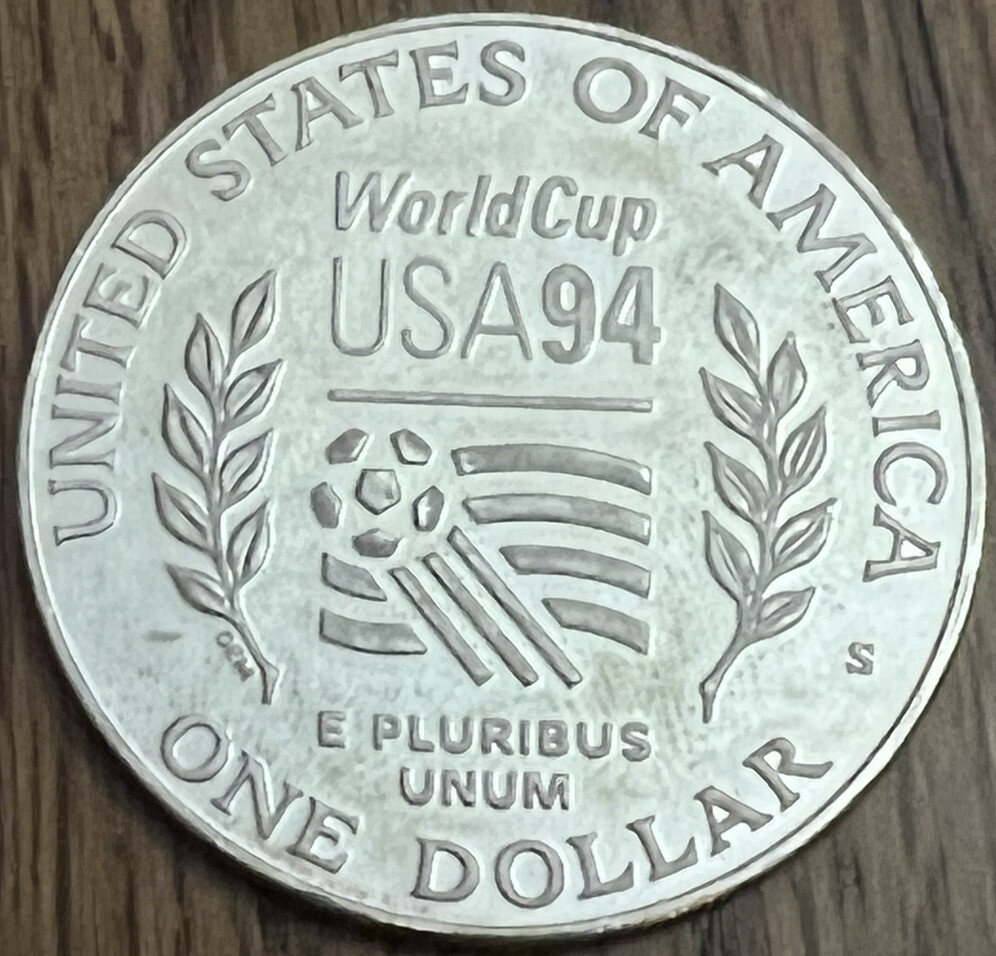 UNITED STATES OF AMERICA
WorldCup
USA94
S
E PLURIBUS
UNUM
ONE DOLLAR